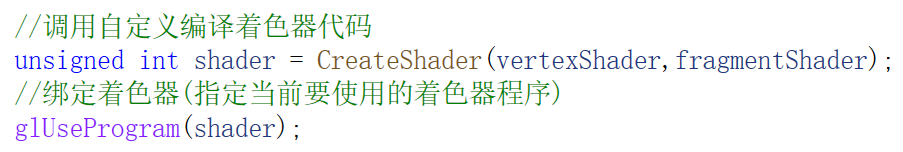 //调用自定义编译着色器代码
unsigned int shader = CreateShader(vertexShader,fragmentShader);
//绑定着色器(指定当前要使用的着色器程序)
glUseProgram(shader);